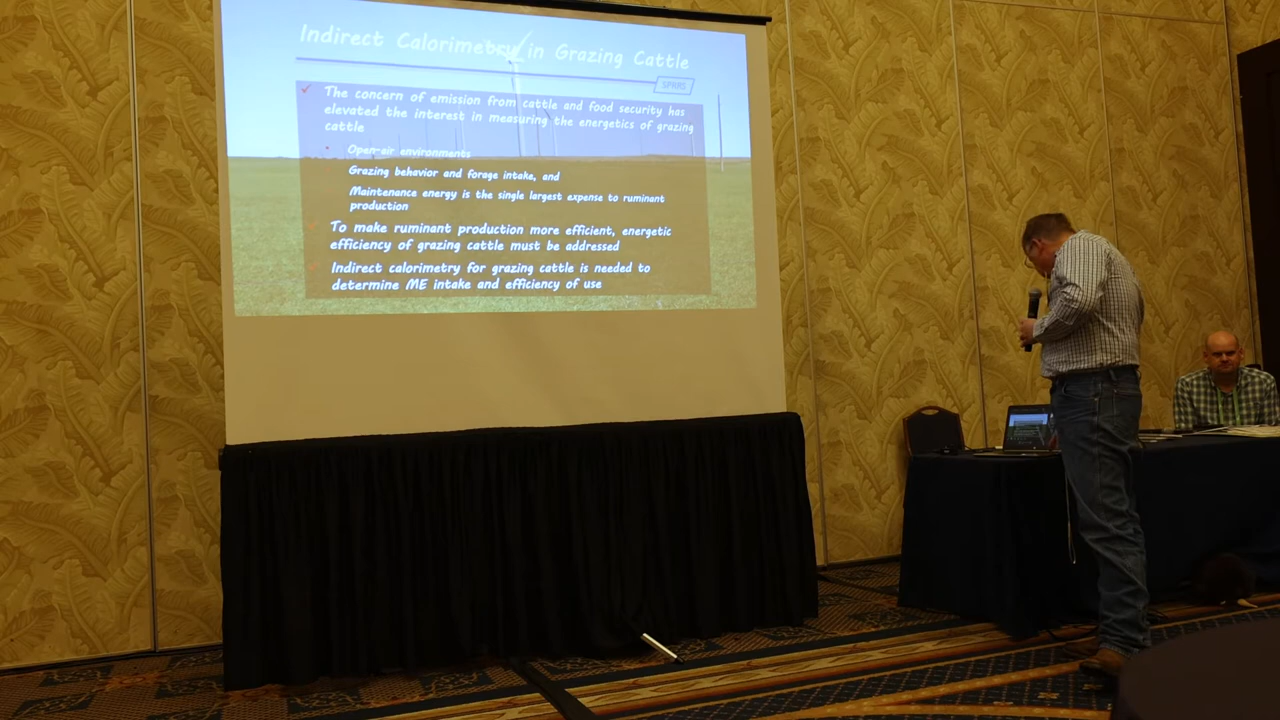 Indirect Calorimetry in Grazing Cattle
SPRRS
The concern of emission from cattle and food security has
elevated the interest in measuring the energetics of grazing
cattle
Open-air environments
Grazing behavior and forage intake, and
Maintenance energy is the single largest expense to ruminant
production
To make ruminant production more efficient, energetic
efficiency of grazing cattle must be addressed
Indirect calorimetry for grazing cattle is needed to
determine ME intake and efficiency of use